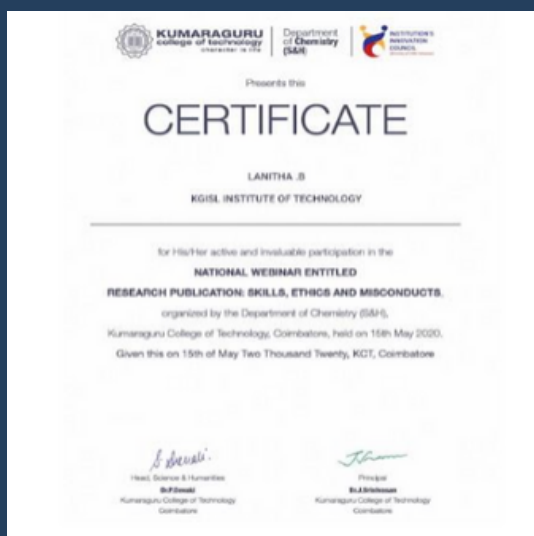 KUMARAGURU
college of technology
character is life
Department
of Chemistry
(S&H)
INSTITUTION'S
INNOVATION
COUNCIL
Presents this
CERTIFICATE
LANITHA .B
KGISL INSTITUTE OF TECHNOLOGY
for His/Her active and invaluable participation in the
NATIONAL WEBINAR ENTITLED
RESEARCH PUBLICATION: SKILLS, ETHICS AND MISCONDUCTS,
organized by the Department of Chemistry (S&H),
Kumaraguru College of Technology, Coimbatore, held on 15th May 2020.
Given this on 15th of May Two Thousand Twenty, KCT, Coimbatore
Head, Science & Humanities
Principal
Kumaraguru College of Technology
Kumaraguru College of Technology
Coimbatore
Coimbatore